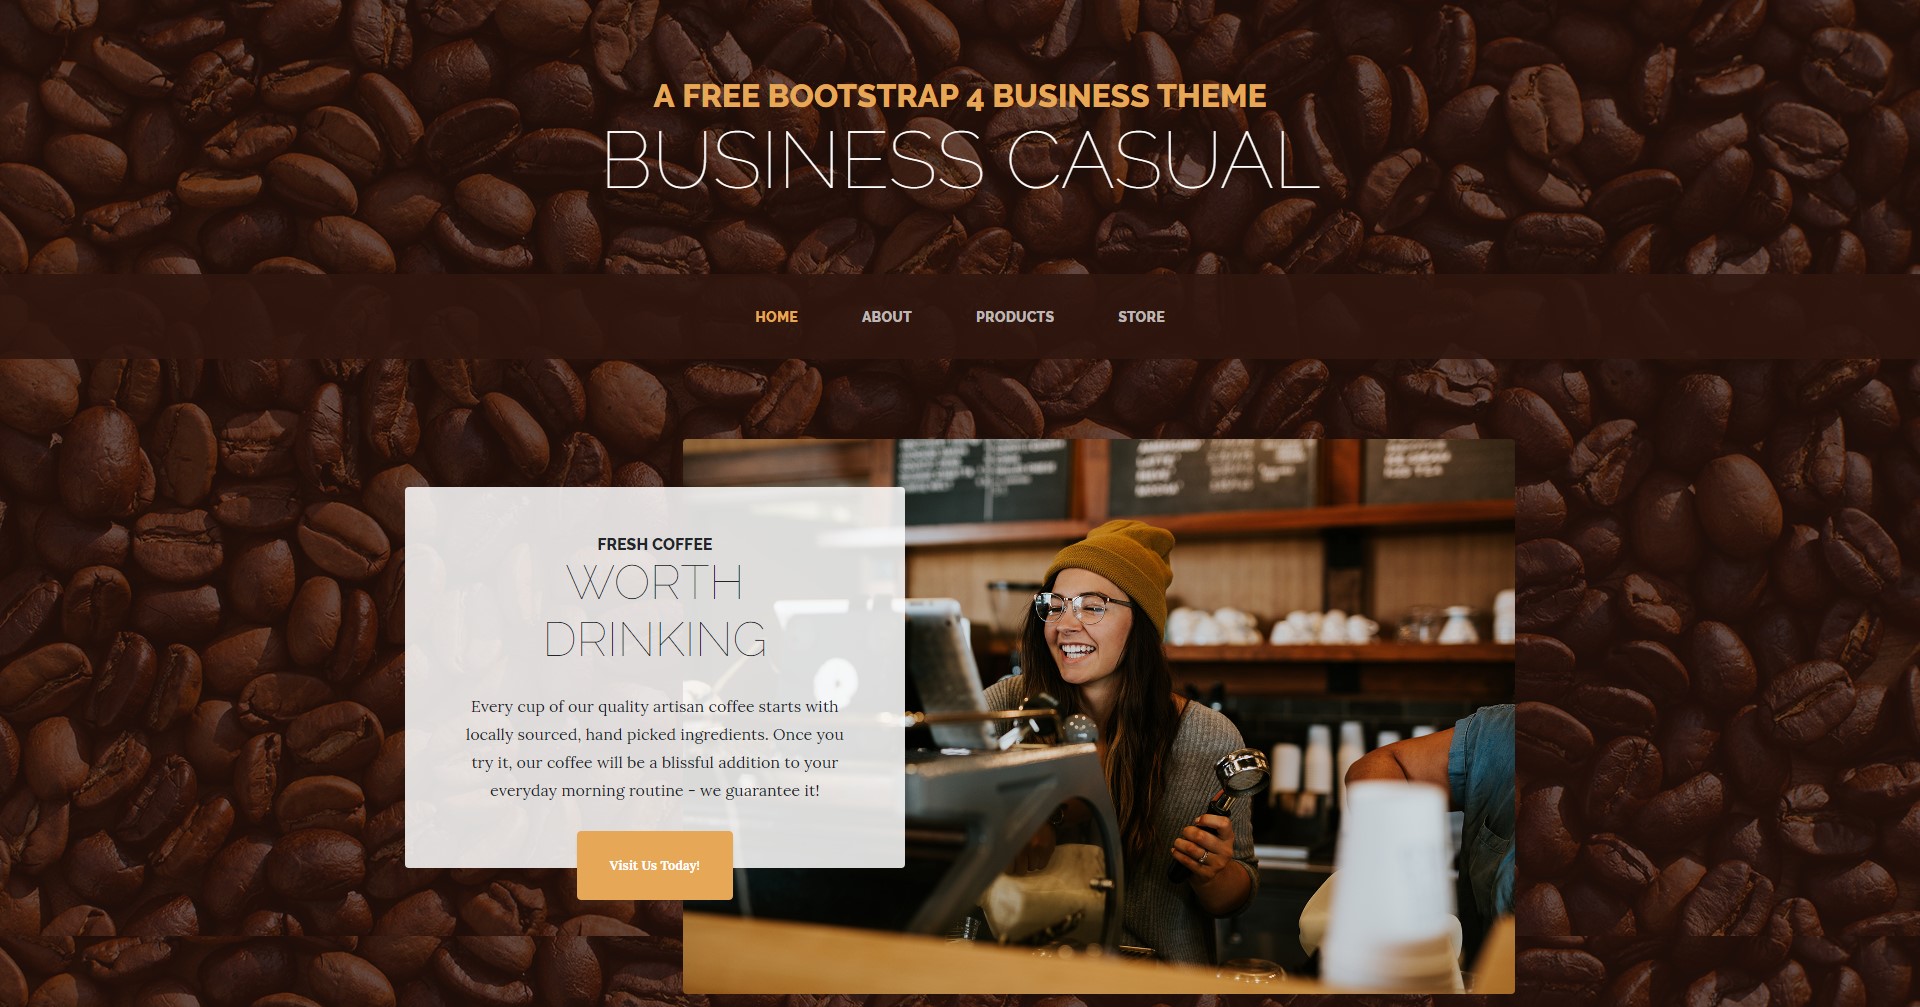 A FREE BOOTSTRAP 4 BUSINESS THEME
BUSINESS CASUAL
HOME
ABOUT
PRODUCTS
STORE
FRESH COFFEE
WORTH
DRINKING
Every cup of our quality artisan coffee starts with
locally sourced, hand picked ingredients. Once you
try it, our coffee will be a blissful addition to your
everyday morning routine - we guarantee it!
Visit Us Today!